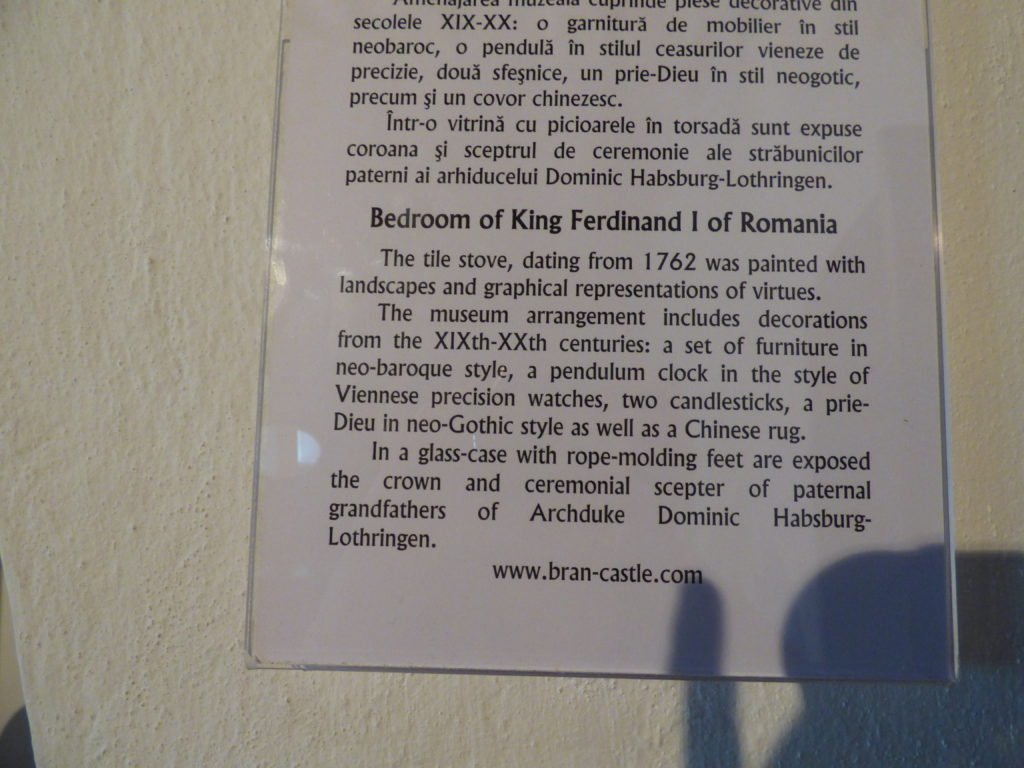 Amenajarea muzeală cuprinde piese decorative din
secolele XIX-XX: o garnitură de mobilier în stil
neobaroc, o pendulă în stilul ceasurilor vieneze de
precizie, două sfeşnice, un prie-Dieu în stil neogotic,
precum şi un covor chinezesc.
Într-o vitrină cu picioarele în torsadă sunt expuse
coroana şi sceptrul de ceremonie ale străbunicilor
paterni ai arhiducelui Dominic Habsburg-Lothringen.
Bedroom of King Ferdinand I of Romania
The tile stove, dating from 1762 was painted with
landscapes and graphical representations of virtues.
The museum arrangement includes decorations
from the XIXth-XXth centuries: a set of furniture in
neo-baroque style, a pendulum clock in the style of
Viennese precision watches, two candlesticks, a prie-
Dieu in neo-Gothic style as well as a Chinese rug.
In a glass-case with rope-molding feet are exposed
the crown and ceremonial scepter of paternal
grandfathers of Archduke Dominic Habsburg-
Lothringen.
www.bran-castle.com